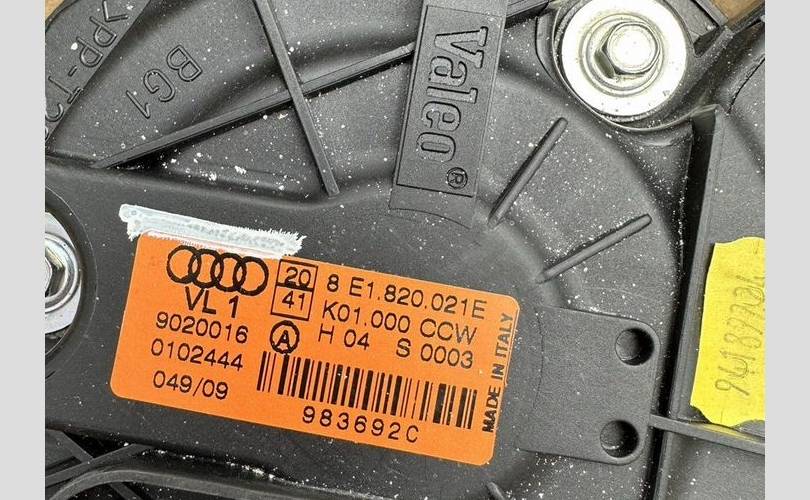 BG1
Valeo®
VL 1
9020016
0102444
049/09
20
41
8 E1.820.021E
K01.000 CCW
A
H 04 S 0003
983692C
MADE IN ITALY